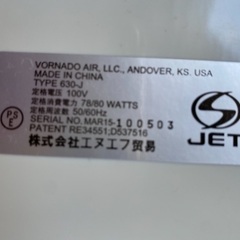 VORNADO AIR, LLC., ANDOVER, KS. USA
MADE IN CHINA
TYPE 630-J
定格電圧 100V
定格消費電力 78/80 WATTS
定格周波数 50/60Hz
SERIAL NO. MAR15-100503
PATENT RE34551;D537516
株式会社エヌエフ貿易
PS
E
S
JET